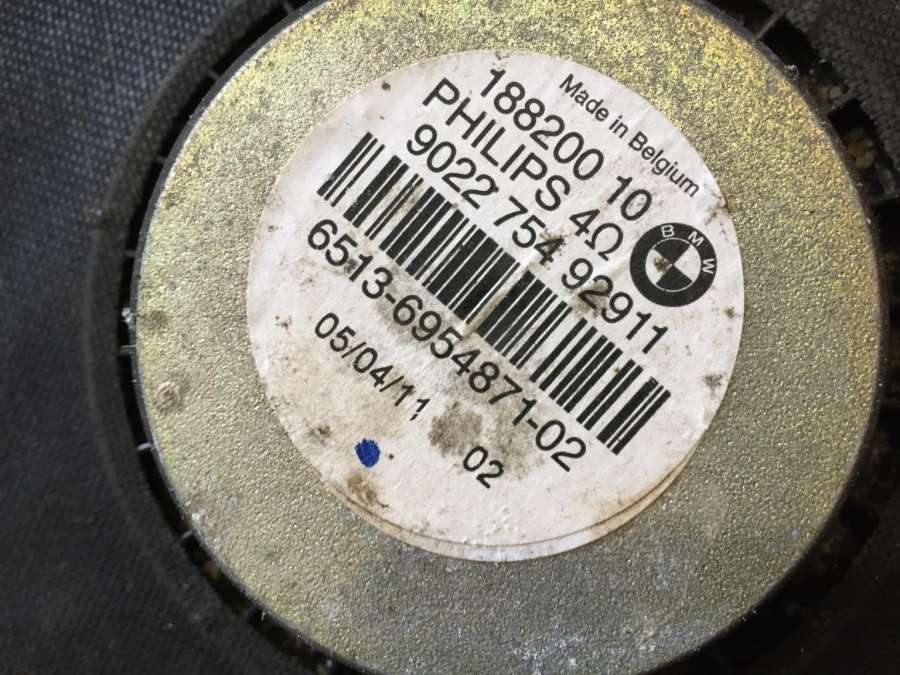 Made in Belgium
188200 10
PHILIPS 4Ω
9022 754 92911
BMW
6513-6954871-02
05/04/11
02